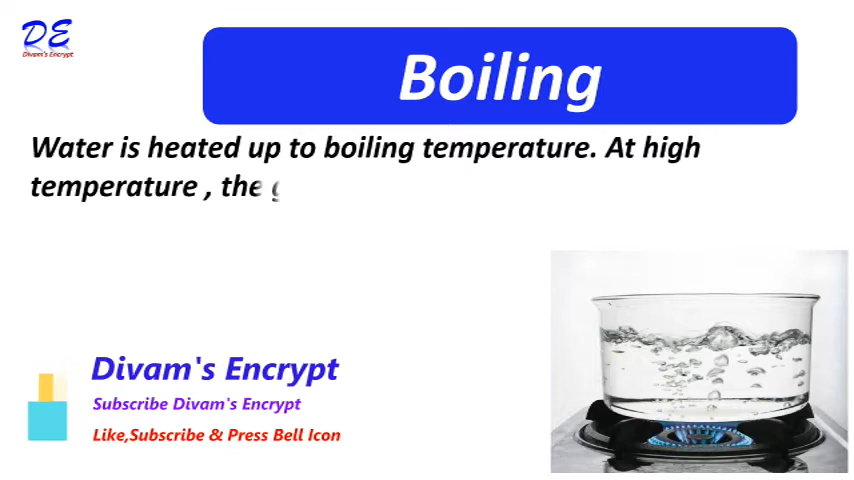 DE
Divam's Encrypt
Boiling
Water is heated up to boiling temperature. At high
temperature , the
Divam's Encrypt
Subscribe Divam's Encrypt
Like,Subscribe & Press Bell Icon